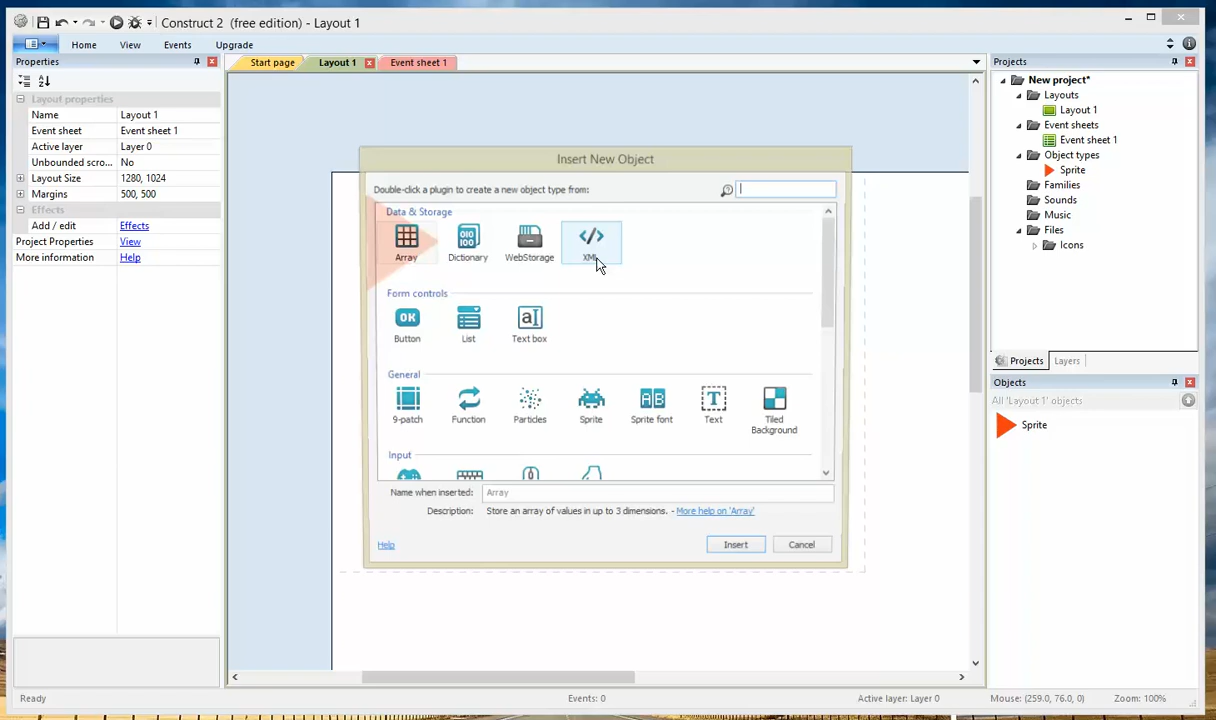 Construct 2 (free edition) - Layout 1
Home View Events Upgrade
Properties
Start page Layout 1 Event sheet 1
Projects
Layout properties
Name Layout 1
Event sheet Event sheet 1
Active layer Layer 0
Unbounded scro... No
Layout Size 1280, 1024
Margins 500, 500
Effects
Add / edit Effects
Project Properties View
More information Help
Insert New Object
Double-click a plugin to create a new object type from:
Data & Storage
Array Dictionary WebStorage XML
Form controls
OK
Button List Text box
General
9-patch Function Particles Sprite Sprite font Text Tiled
Background
Input
Name when inserted: Array
Description: Store an array of values in up to 3 dimensions. - More help on 'Array'
Help Insert Cancel
New project*
Layouts
Layout 1
Event sheets
Event sheet 1
Object types
Sprite
Families
Sounds
Music
Files
Icons
Projects Layers
Objects
All 'Layout 1' objects
Sprite
Ready Events: 0 Active layer: Layer 0 Mouse: (259.0, 76.0, 0) Zoom: 100%